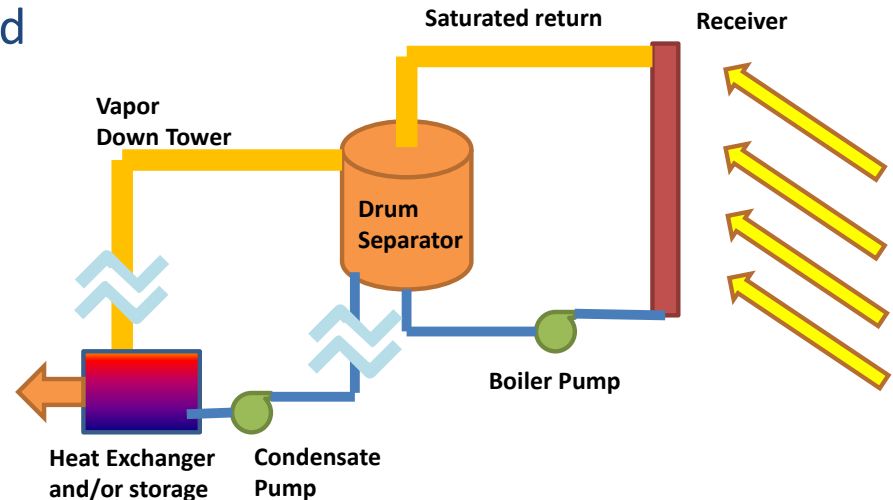 d
Saturated return
Receiver
Vapor
Down Tower
Drum
Separator
Boiler Pump
Heat Exchanger
and/or storage
Condensate
Pump